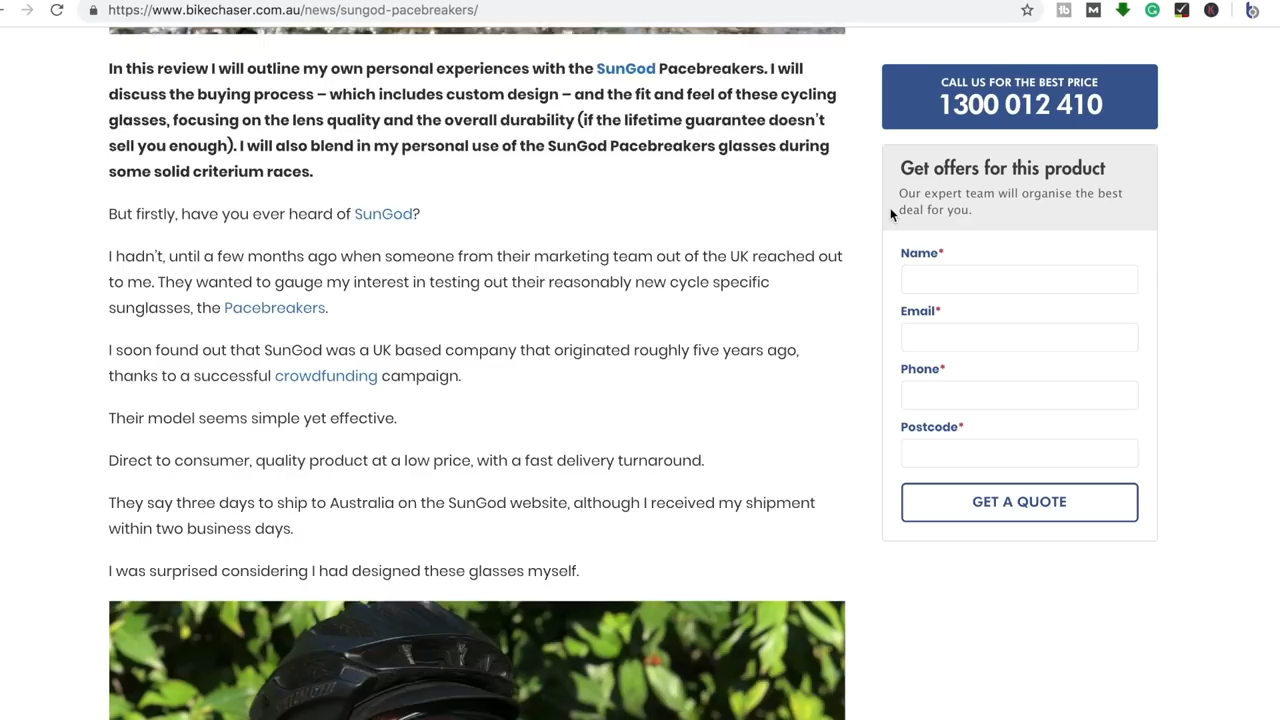 https://www.bikechaser.com.au/news/sungod-pacebreakers/
In this review I will outline my own personal experiences with the SunGod Pacebreakers. I will
discuss the buying process – which includes custom design – and the fit and feel of these cycling
glasses, focusing on the lens quality and the overall durability (if the lifetime guarantee doesn't
sell you enough). I will also blend in my personal use of the SunGod Pacebreakers glasses during
some solid criterium races.
But firstly, have you ever heard of SunGod?
I hadn't, until a few months ago when someone from their marketing team out of the UK reached out
to me. They wanted to gauge my interest in testing out their reasonably new cycle specific
sunglasses, the Pacebreakers.
I soon found out that SunGod was a UK based company that originated roughly five years ago,
thanks to a successful crowdfunding campaign.
Their model seems simple yet effective.
Direct to consumer, quality product at a low price, with a fast delivery turnaround.
They say three days to ship to Australia on the SunGod website, although I received my shipment
within two business days.
I was surprised considering I had designed these glasses myself.
CALL US FOR THE BEST PRICE
1300 012 410
Get offers for this product
Our expert team will organise the best
deal for you.
Name*
Email*
Phone*
Postcode*
GET A QUOTE